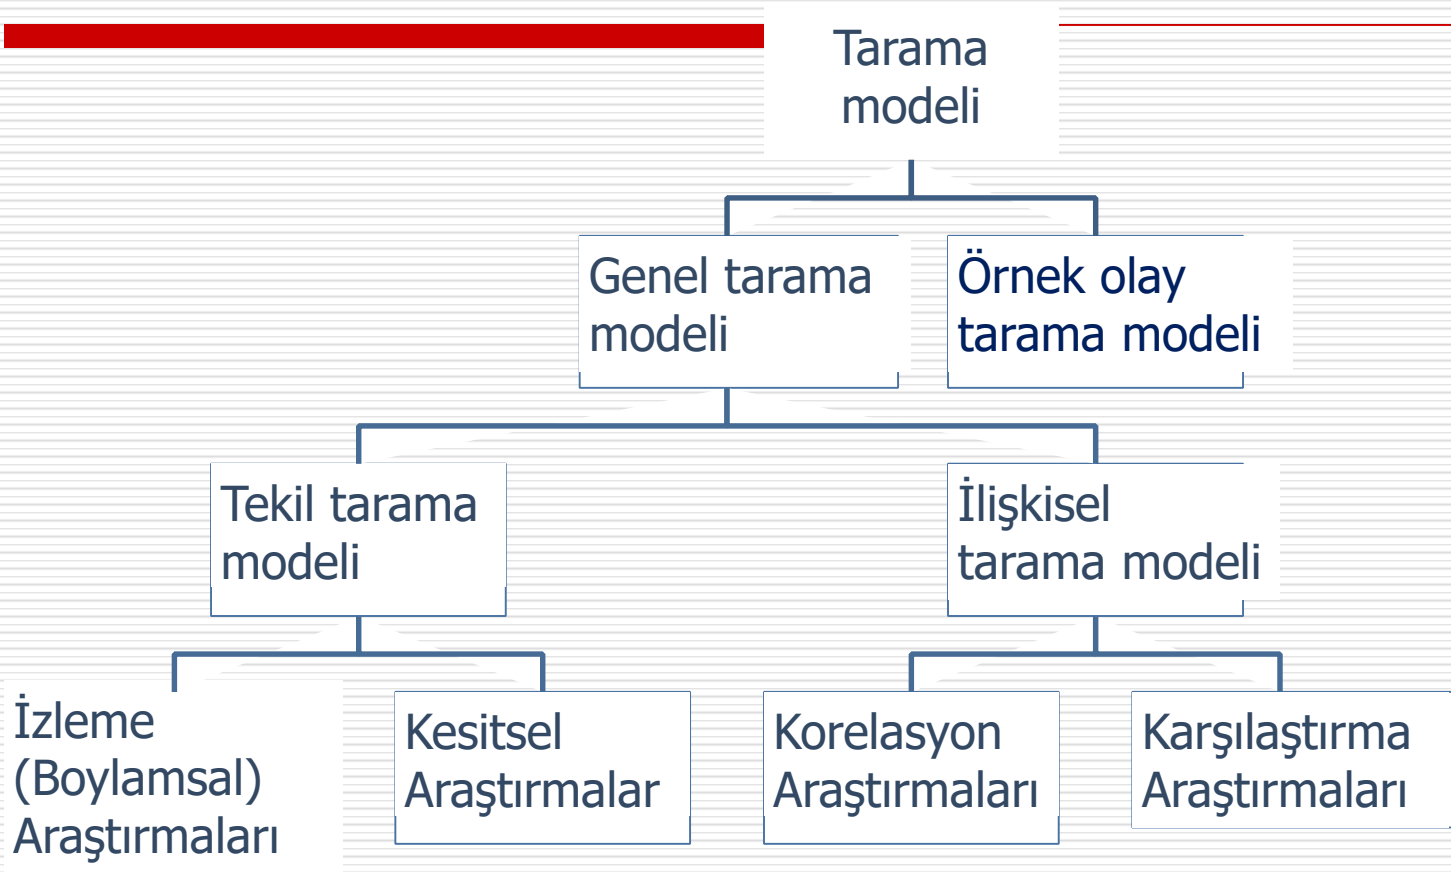 Tarama
modeli
Genel tarama
modeli
Örnek olay
tarama modeli
Tekil tarama
modeli
İlişkisel
tarama modeli
İzleme
(Boylamsal)
Araştırmaları
Kesitsel
Araştırmalar
Korelasyon
Araştırmaları
Karşılaştırma
Araştırmaları